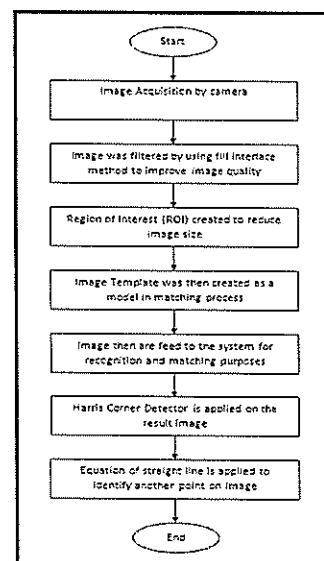 Start
Image Acquisition by camera
Image was filtered by using fill interface
method to improve image quality
Region of Interest (ROI) created to reduce
image size
Image Template was then created as a
model in matching process
Image then are feed to the system for
recognition and matching purposes
Harris Corner Detector is applied on the
result image
Equation of straight line is applied to
identify another point on image
End